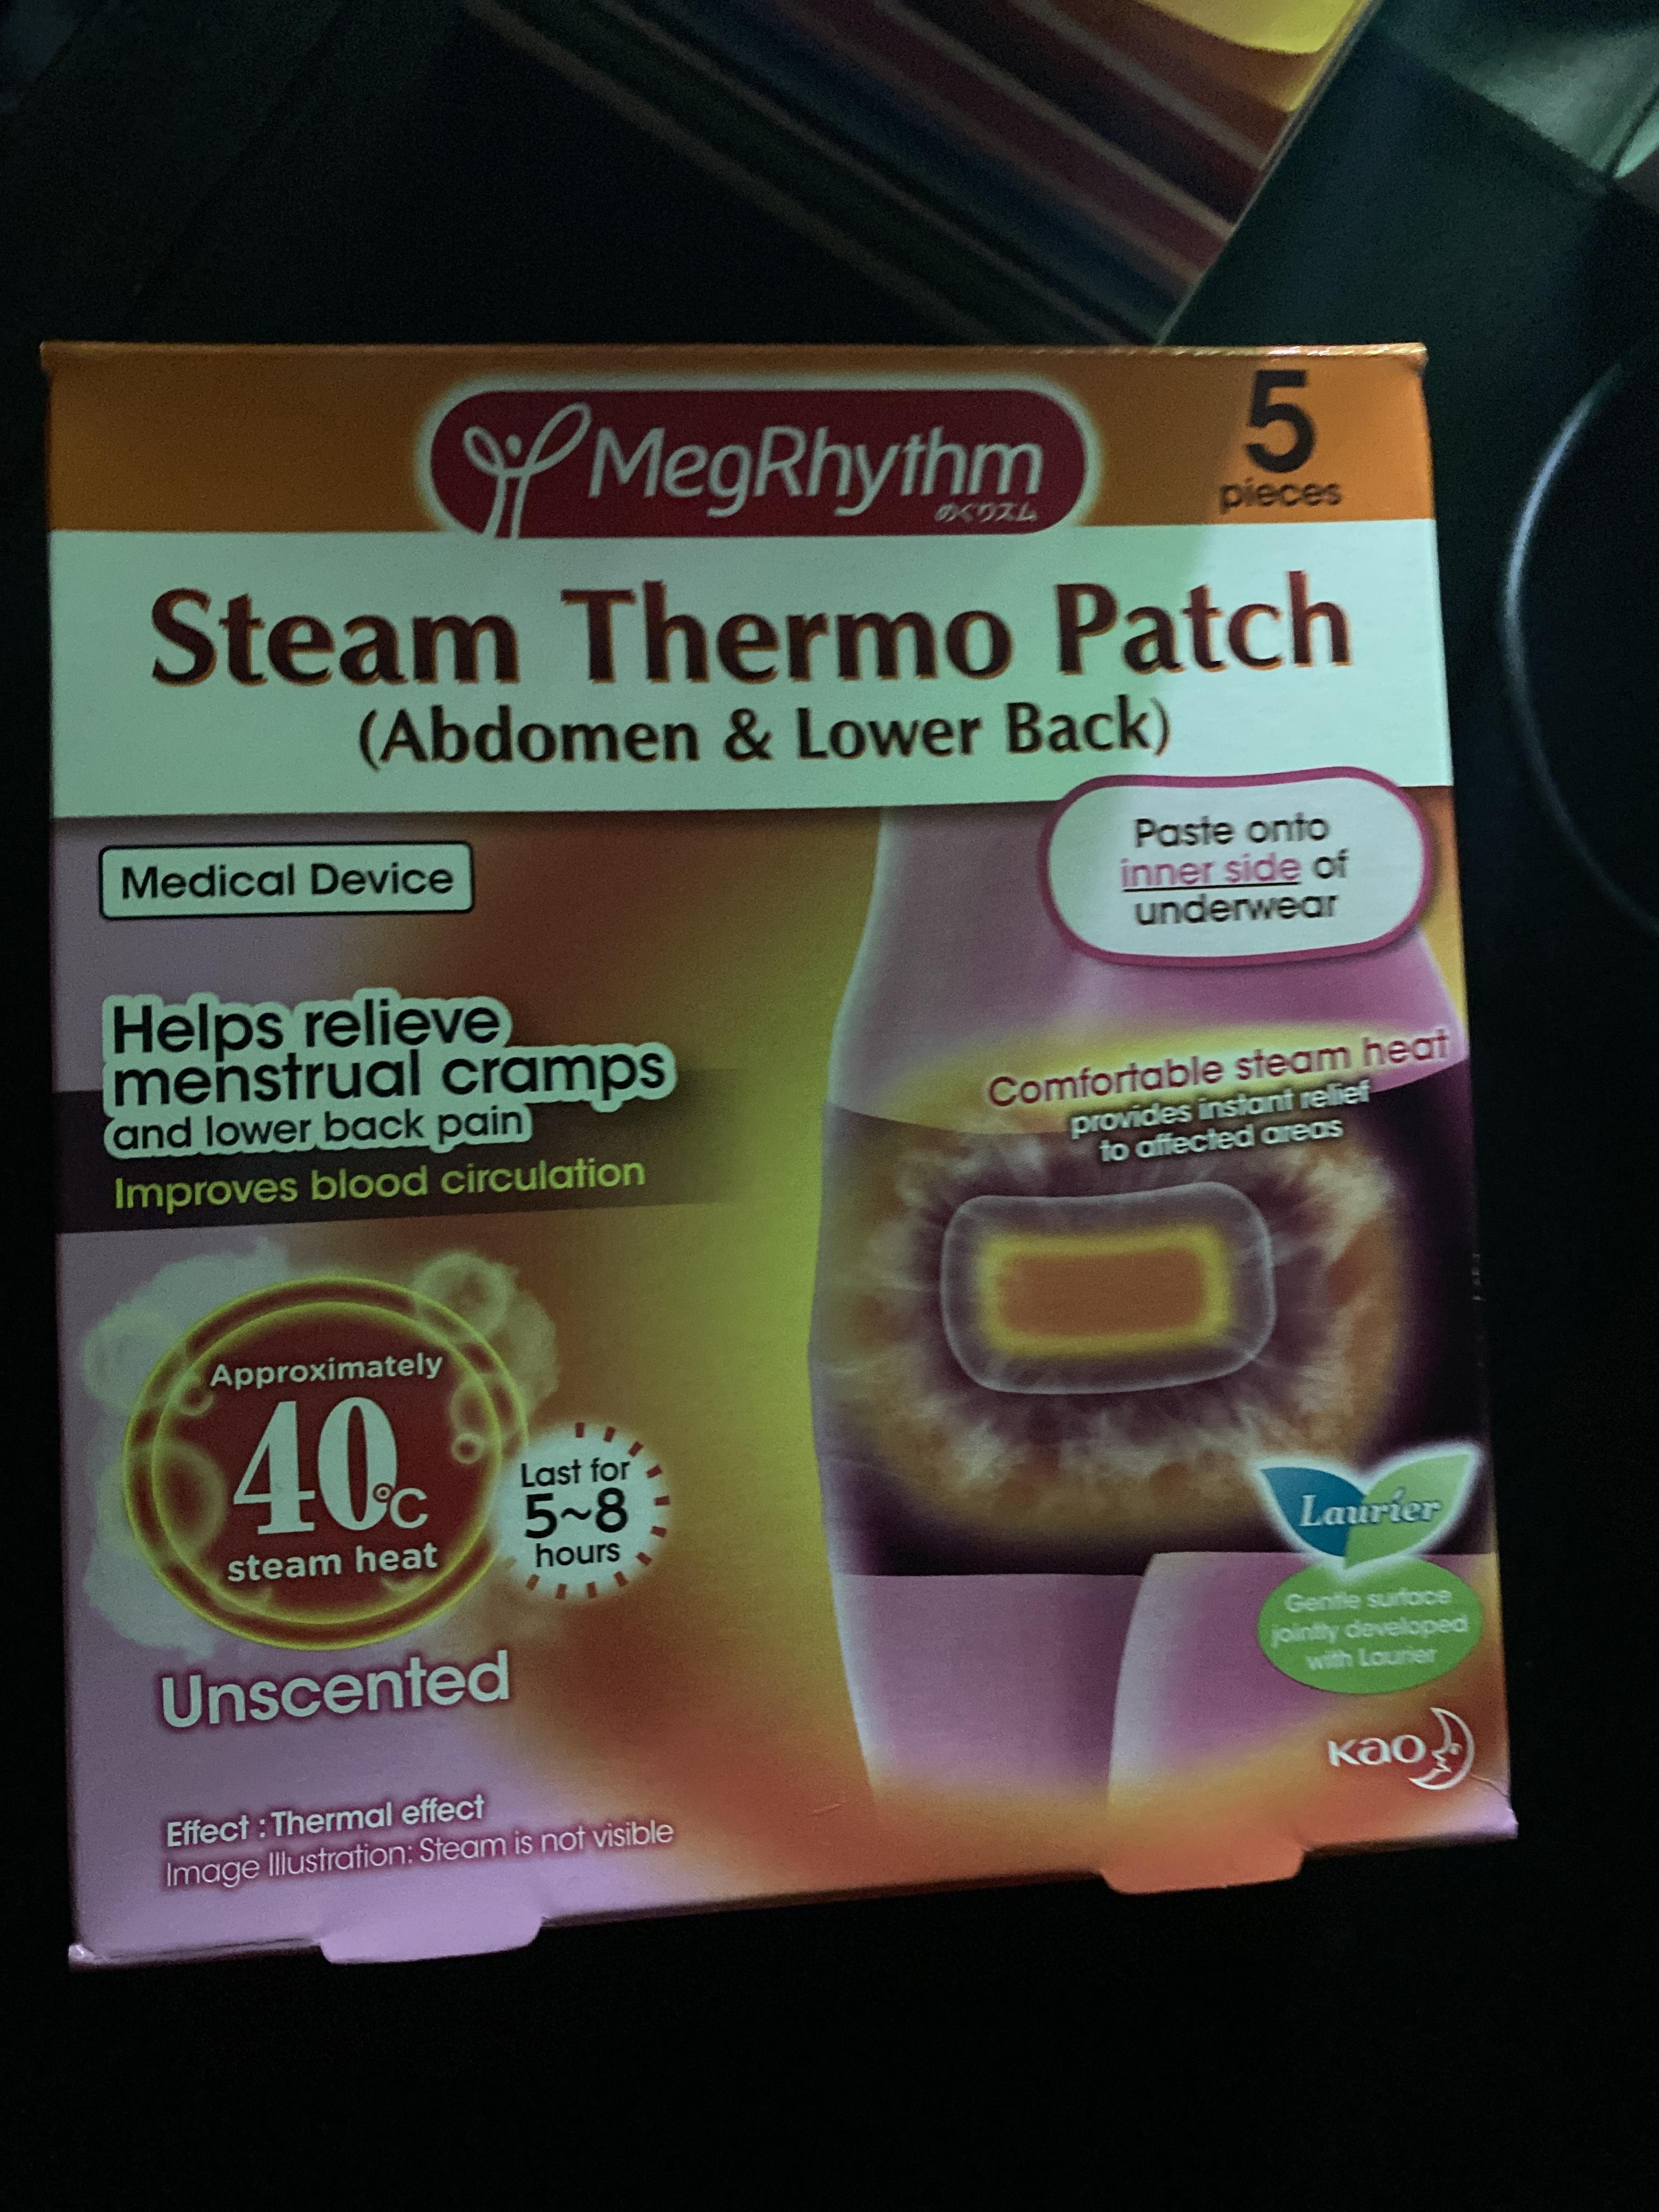 MegRhythm
めぐりズム
5
pieces
Steam Thermo Patch
(Abdomen & Lower Back)
Medical Device
Paste onto
inner side of
underwear
Helps relieve
menstrual cramps
and lower back pain
Improves blood circulation
Comfortable steam heat
provides instant relief
to affected areas
Approximately
40℃
steam heat
Last for
5~8
hours
Unscented
Laurier
Gentle surface
jointly developed
with Laurier
Kao
Effect : Thermal effect
Image Illustration: Steam is not visible